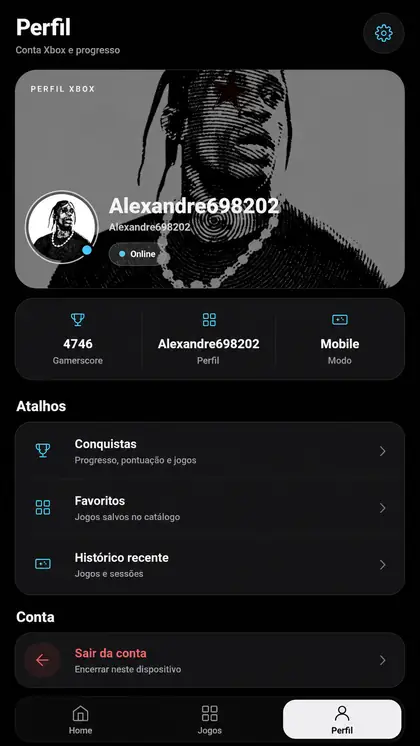 Perfil
Conta Xbox e progresso
PERFIL XBOX
Alexandre698202
Alexandre698202
Online
4746
Gamerscore
Alexandre698202
Perfil
Mobile
Modo
Atalhos
Conquistas
Progresso, pontuação e jogos
Favoritos
Jogos salvos no catálogo
Histórico recente
Jogos e sessões
Conta
Sair da conta
Encerrar neste dispositivo
Home
Jogos
Perfil